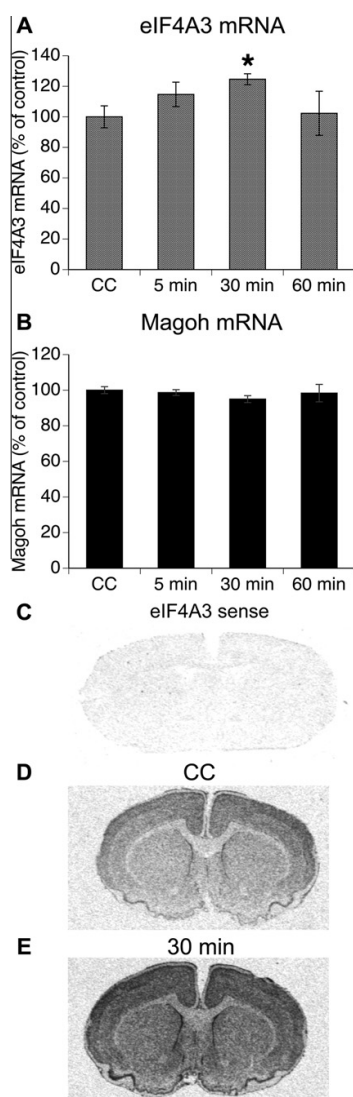 A eIF4A3 mRNA
eIF4A3 mRNA (% of control)
140
120
100
80
60
40
20
0
*
CC 5 min 30 min 60 min
B Magoh mRNA
Magoh mRNA (% of control)
120
100
80
60
40
20
0
CC 5 min 30 min 60 min
C eIF4A3 sense
D CC
E 30 min